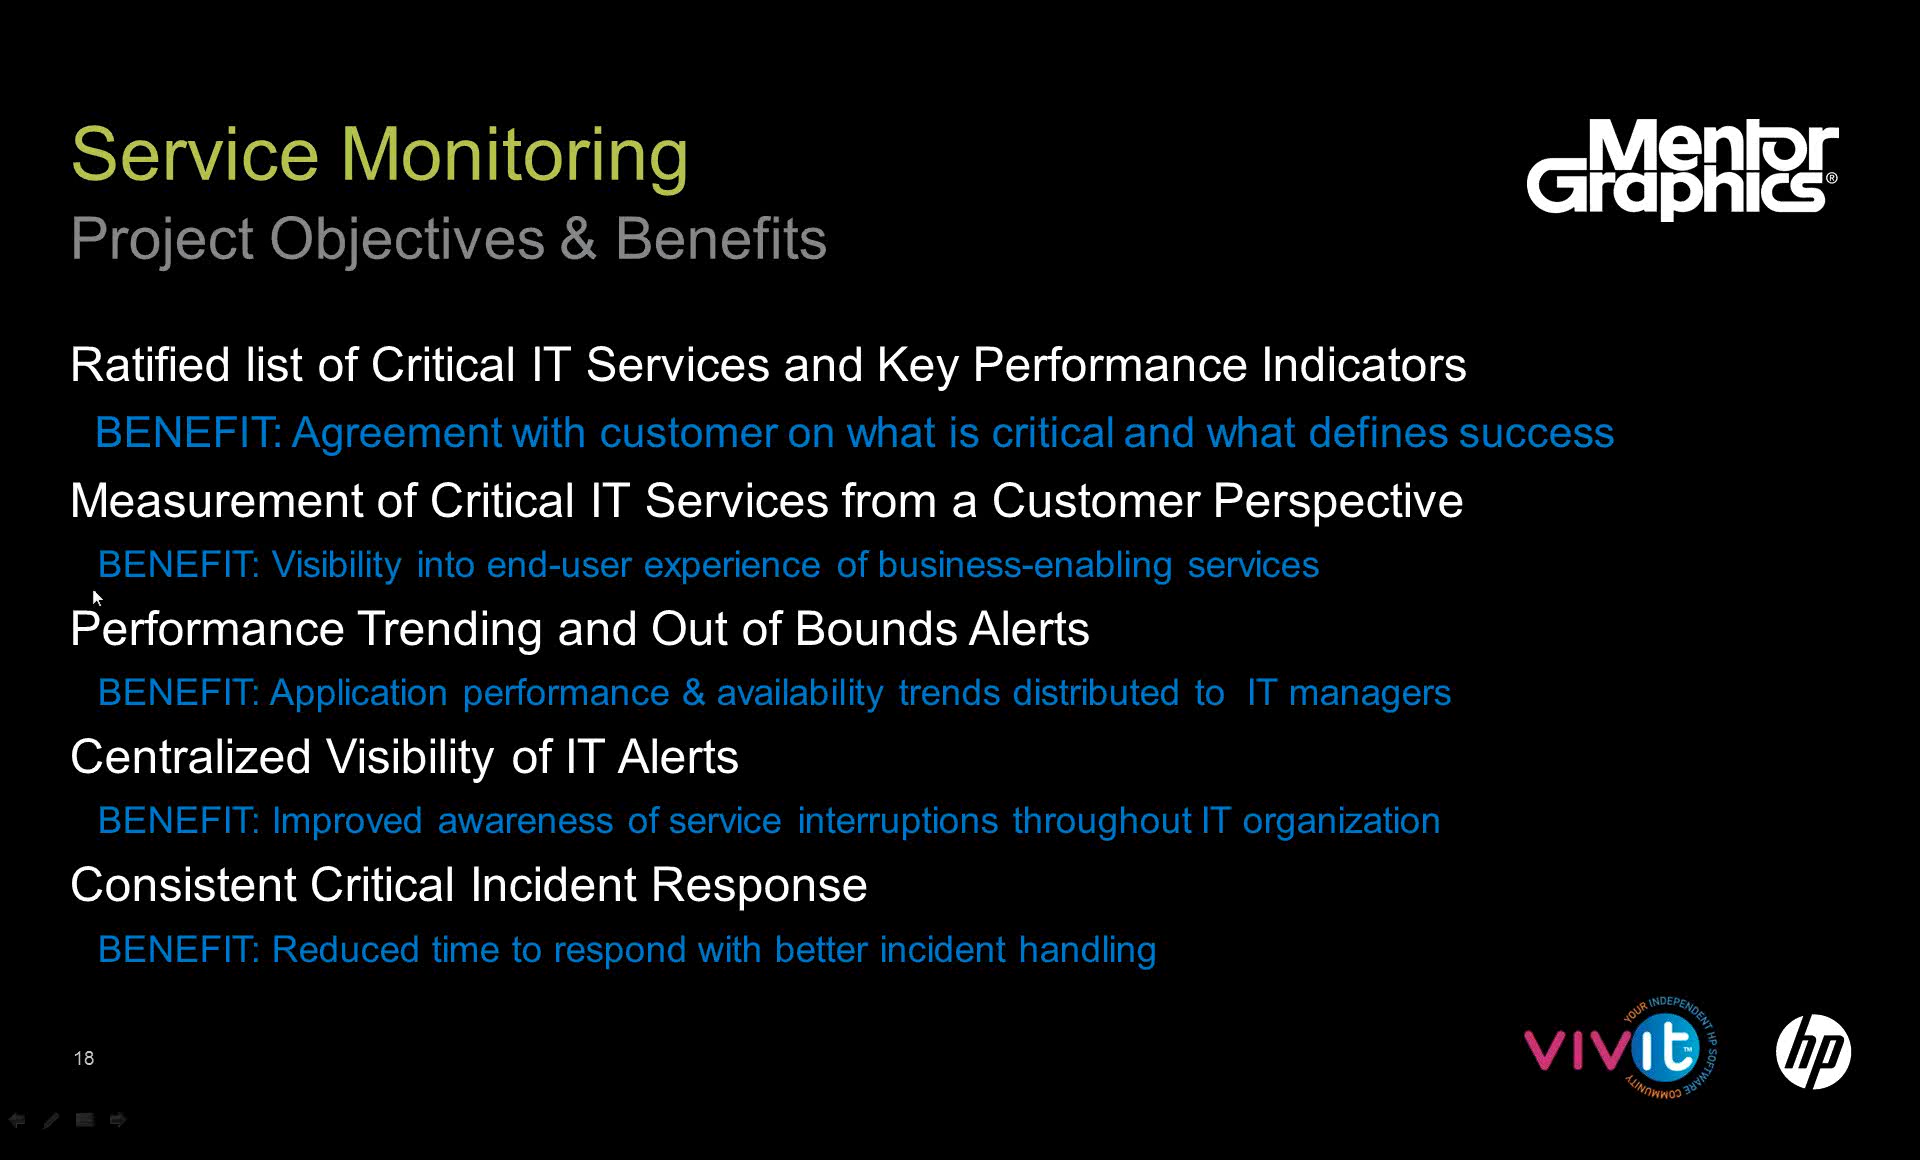 Service Monitoring
Project Objectives & Benefits
Mentor
Graphics®
Ratified list of Critical IT Services and Key Performance Indicators
BENEFIT: Agreement with customer on what is critical and what defines success
Measurement of Critical IT Services from a Customer Perspective
BENEFIT: Visibility into end-user experience of business-enabling services
Performance Trending and Out of Bounds Alerts
BENEFIT: Application performance & availability trends distributed to IT managers
Centralized Visibility of IT Alerts
BENEFIT: Improved awareness of service interruptions throughout IT organization
Consistent Critical Incident Response
BENEFIT: Reduced time to respond with better incident handling
18
VIVit™
YOUR INDEPENDENT HP SOFTWARE COMMUNITY
hp